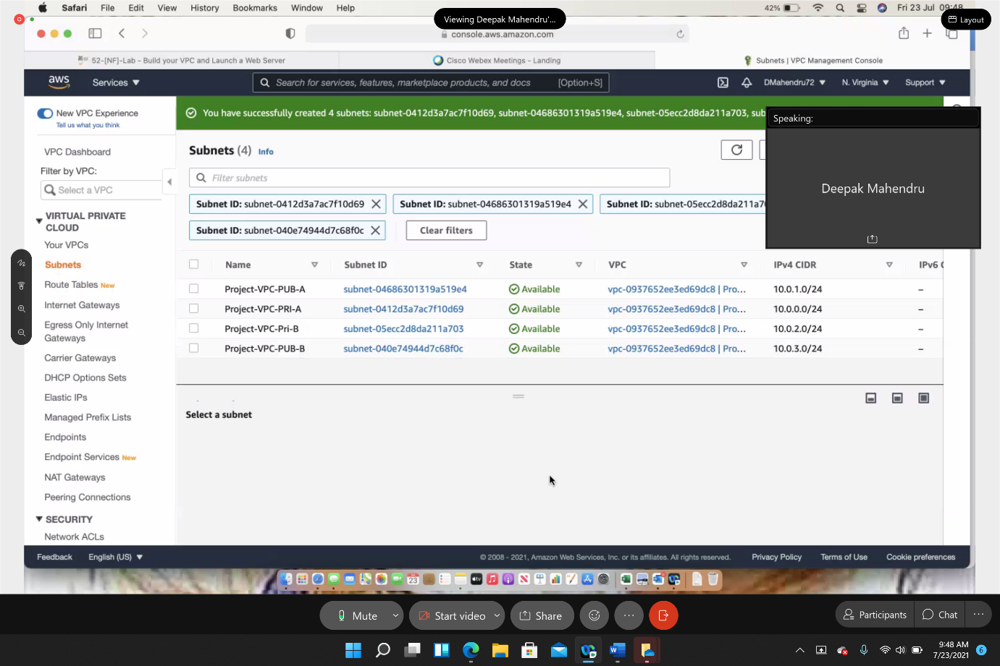 Safari File Edit View History Bookmarks Window Help
Viewing Deepak Mahendru'...
42%
Fri 23 Jul 09:48
Layout
console.aws.amazon.com
52-[NF]-Lab - Build your VPC and Launch a Web Server
Cisco Webex Meetings - Landing
Subnets | VPC Management Console
aws
Services
Search for services, features, marketplace products, and docs [Option+S]
DMahendru72
N. Virginia
Support
New VPC Experience
Tell us what you think
You have successfully created 4 subnets: subnet-0412d3a7ac7f10d69, subnet-04686301319a519e4, subnet-05ecc2d8da211a703, sub
Speaking:
Deepak Mahendru
VPC Dashboard
Filter by VPC:
Select a VPC
VIRTUAL PRIVATE
CLOUD
Your VPCs
Subnets
Route Tables New
Internet Gateways
Egress Only Internet
Gateways
Carrier Gateways
DHCP Options Sets
Elastic IPs
Managed Prefix Lists
Endpoints
Endpoint Services New
NAT Gateways
Peering Connections
SECURITY
Network ACLs
Subnets (4) Info
Filter subnets
Subnet ID: subnet-0412d3a7ac7f10d69
Subnet ID: subnet-04686301319a519e4
Subnet ID: subnet-05ecc2d8da211a7
Subnet ID: subnet-040e74944d7c68f0c
Clear filters
Name Subnet ID State VPC IPv4 CIDR IPv6 C
Project-VPC-PUB-A subnet-04686301319a519e4 Available vpc-0937652ee3ed69dc8 | Pro... 10.0.1.0/24 –
Project-VPC-PRI-A subnet-0412d3a7ac7f10d69 Available vpc-0937652ee3ed69dc8 | Pro... 10.0.0.0/24 –
Project-VPC-Pri-B subnet-05ecc2d8da211a703 Available vpc-0937652ee3ed69dc8 | Pro... 10.0.2.0/24 –
Project-VPC-PUB-B subnet-040e74944d7c68f0c Available vpc-0937652ee3ed69dc8 | Pro... 10.0.3.0/24 –
Select a subnet
Feedback English (US)
© 2008 - 2021, Amazon Web Services, Inc. or its affiliates. All rights reserved.
Privacy Policy Terms of Use Cookie preferences
23
tv
Mute
Start video
Share
Participants
Chat
9:48 AM
7/23/2021
6